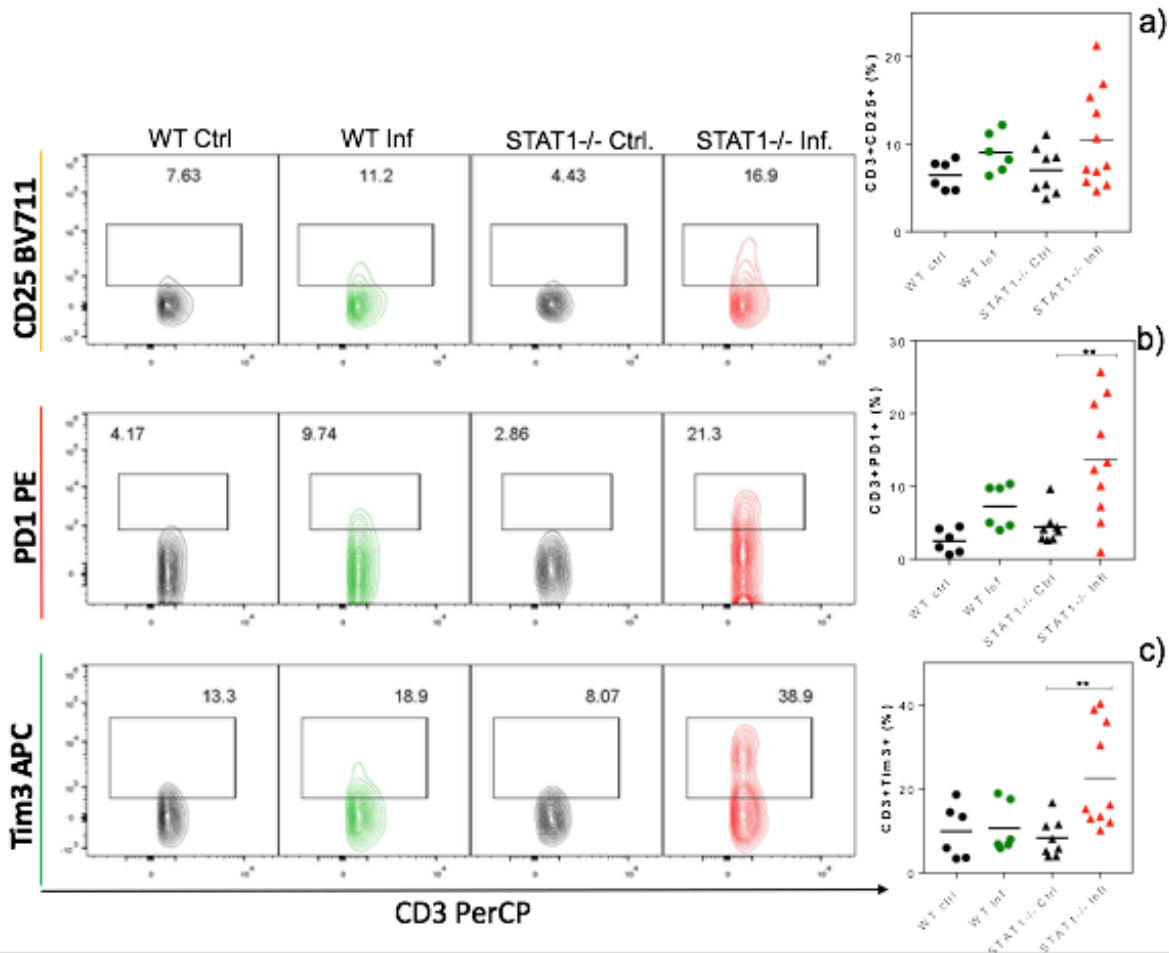 WT Ctrl WT Inf STAT1-/- Ctrl. STAT1-/- Inf.
CD25 BV711
7.63 11.2 4.43 16.9
PD1 PE
4.17 9.74 2.86 21.3
Tim3 APC
13.3 18.9 8.07 38.9
CD3 PerCP
a)
CD3+CD25+ (%)
20
10
0
WT ctrl WT Inf STAT1-/- Ctrl STAT1-/- Infl
b)
CD3+PD1+ (%)
**
30
20
10
0
WT ctrl WT Inf STAT1-/- Ctrl STAT1-/- Infl
c)
CD3+Tim3+ (%)
**
40
20
0
WT ctrl WT Inf STAT1-/- Ctrl STAT1-/- Infl